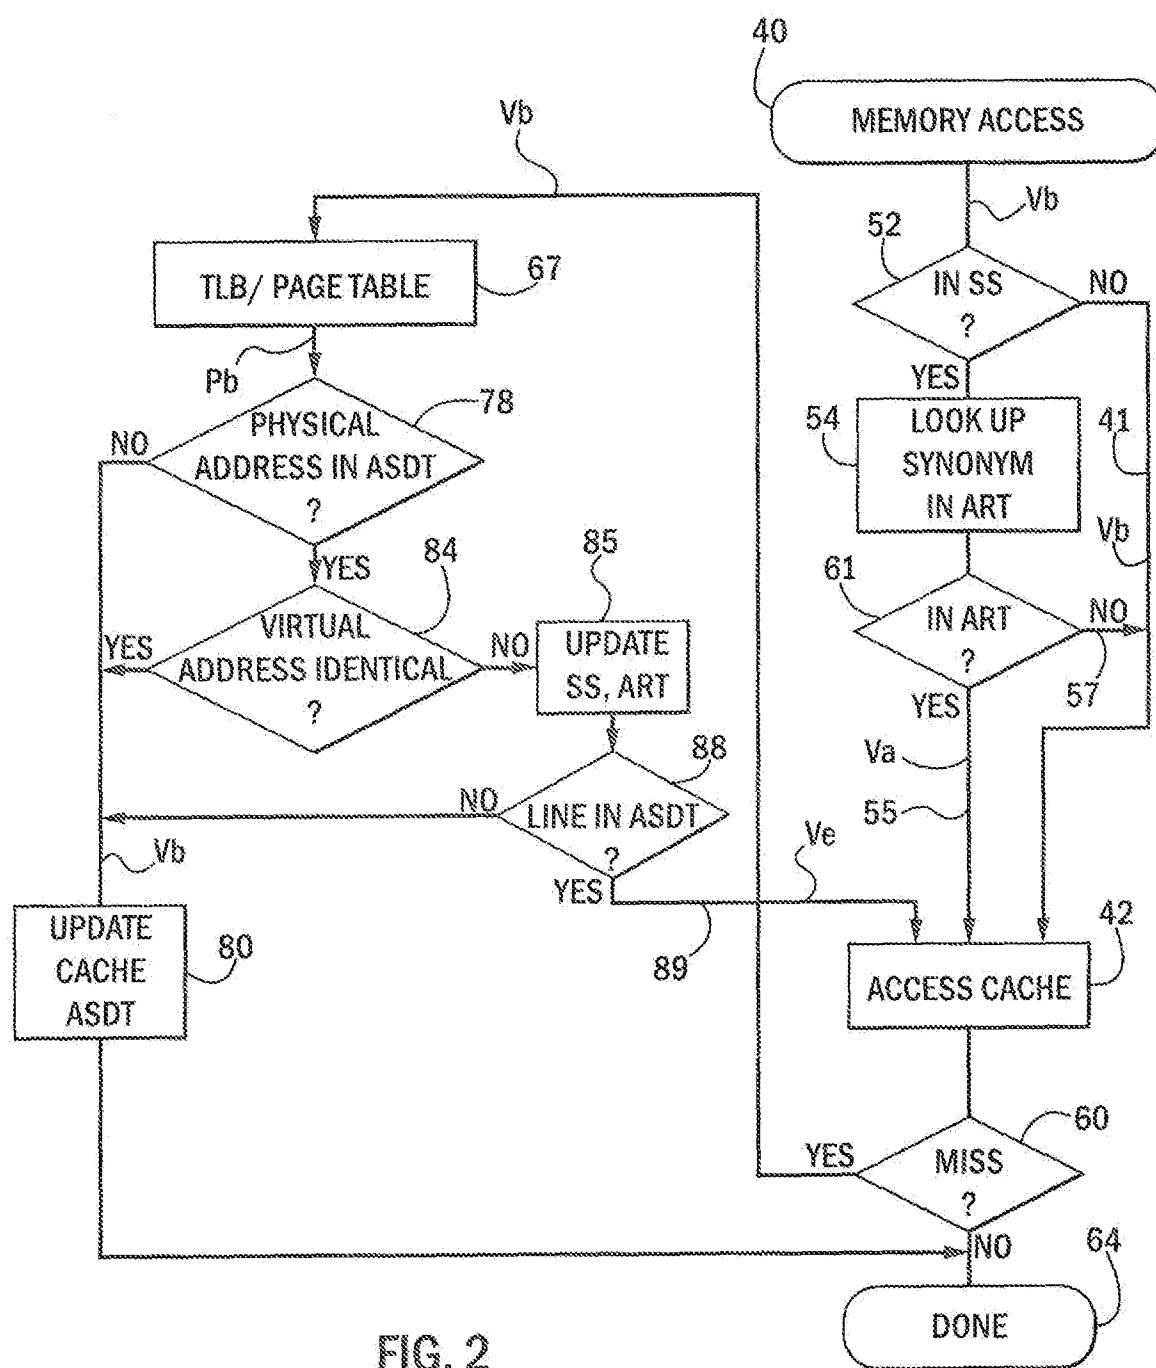 40
MEMORY ACCESS
Vb
Vb
52
IN SS
?
NO
YES
TLB/ PAGE TABLE
67
Pb
54
LOOK UP
SYNONYM
IN ART
41
Vb
78
PHYSICAL
ADDRESS IN ASDT
?
NO
YES
61
IN ART
?
NO
57
YES
84
VIRTUAL
ADDRESS IDENTICAL
?
YES
NO
85
UPDATE
SS, ART
Va
55
88
LINE IN ASDT
?
NO
YES
Ve
89
Vb
UPDATE
CACHE
ASDT
80
42
ACCESS CACHE
60
MISS
?
YES
NO
64
DONE
FIG. 2